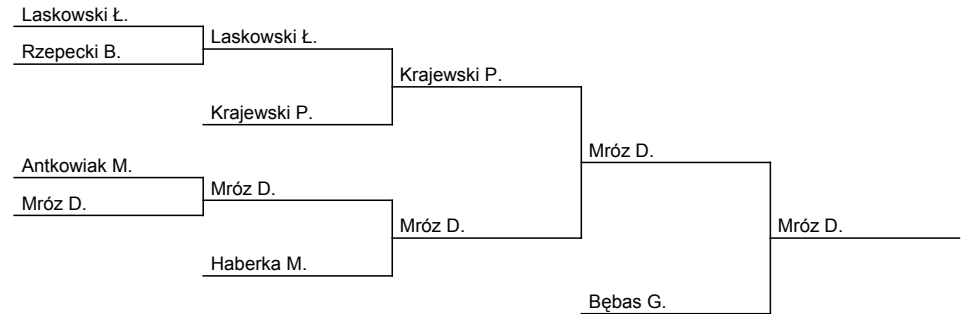 Laskowski Ł.
Laskowski Ł.
Rzepecki B.
Krajewski P.
Krajewski P.
Antkowiak M.
Mróz D.
Mróz D.
Mróz D.
Mróz D.
Mróz D.
Haberka M.
Bębas G.